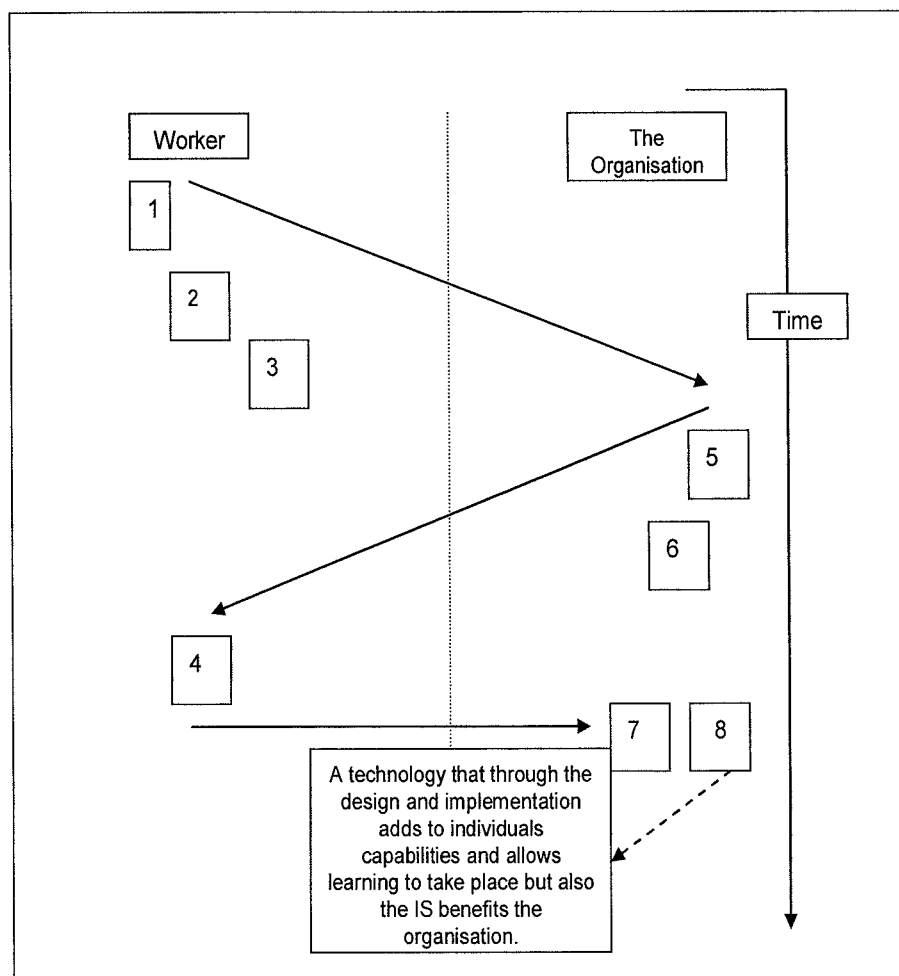 Worker
The
Organisation
1
2
Time
3
5
6
4
7
8
A technology that through the
design and implementation
adds to individuals
capabilities and allows
learning to take place but also
the IS benefits the
organisation.